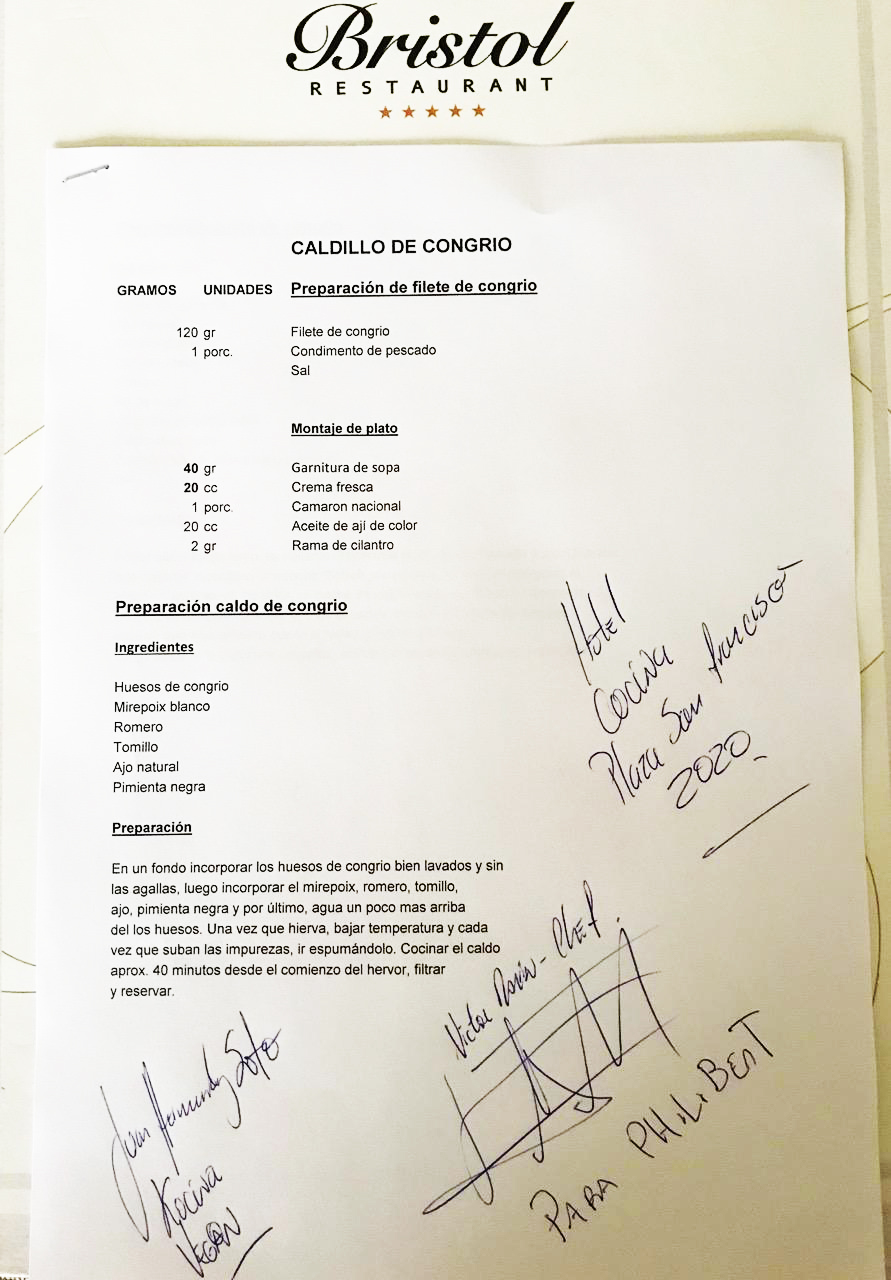 Bristol
RESTAURANT
CALDILLO DE CONGRIO
GRAMOS UNIDADES Preparación de filete de congrio
120 gr Filete de congrio
1 porc. Condimento de pescado
Sal
Montaje de plato
40 gr Garnitura de sopa
20 cc Crema fresca
1 porc. Camaron nacional
20 cc Aceite de ají de color
2 gr Rama de cilantro
Preparación caldo de congrio
Ingredientes
Huesos de congrio
Mirepoix blanco
Romero
Tomillo
Ajo natural
Pimienta negra
Preparación
En un fondo incorporar los huesos de congrio bien lavados y sin
las agallas, luego incorporar el mirepoix, romero, tomillo,
ajo, pimienta negra y por último, agua un poco mas arriba
del los huesos. Una vez que hierva, bajar temperatura y cada
vez que suban las impurezas, ir espumándolo. Cocinar el caldo
aprox. 40 minutos desde el comienzo del hervor, filtrar
y reservar.
Hotel
Cocina
Plaza San francisco
2020
Victor - Chef.
Juan Hernandez Soto
Kocina
VEGAN
PARA PHiLiBERT